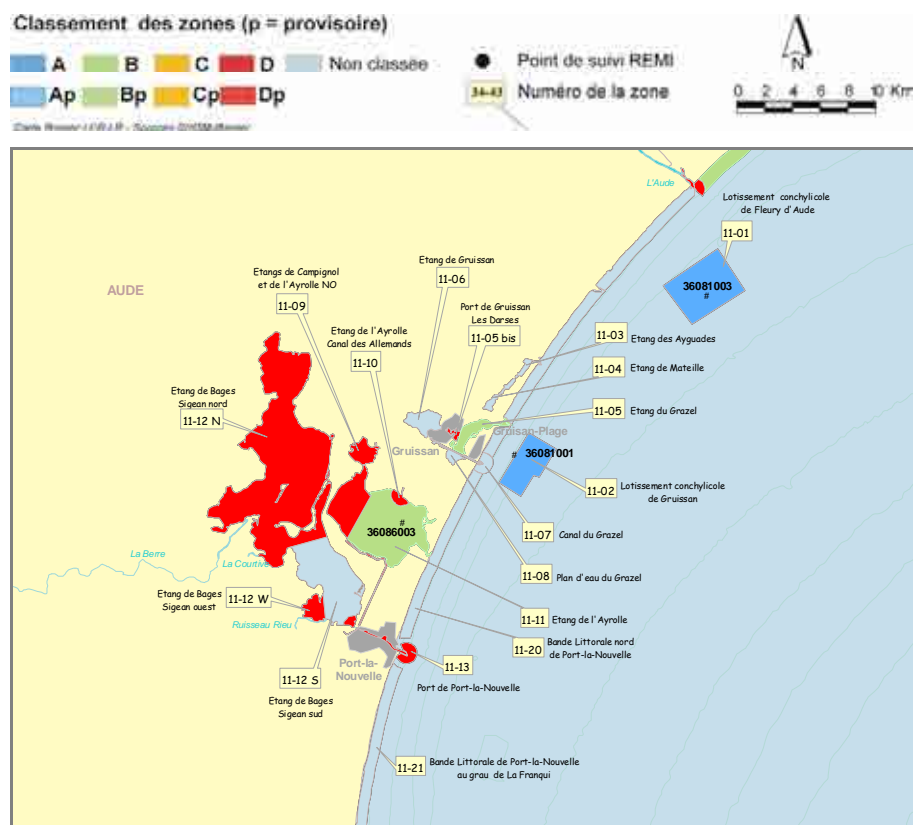 Classement des zones (p = provisoire)
A B C D Non classée
Ap Bp Cp Dp
Point de suivi REMI
34-43 Numéro de la zone
N
0 2 4 6 8 10 Km
L'Aude
Lotissement conchylicole
de Fleury d'Aude
11-01
36081003
#
AUDE
Etang de Gruissan
11-06
Etangs de Campignol
et de l'Ayrolle NO
11-09
Port de Gruissan
Les Darses
11-05 bis
Etang de l'Ayrolle
Canal des Allemands
11-10
11-03 Etang des Ayguades
11-04 Etang de Mateille
11-05 Etang du Grazel
Etang de Bages
Sigean nord
11-12 N
Gruissan
Gruisan-Plage
# 36081001
11-02 Lotissement conchylicole
de Gruissan
#
36086003
11-07 Canal du Grazel
11-08 Plan d'eau du Grazel
La Berre
La Courtive
Etang de Bages
Sigean ouest
11-12 W
Ruisseau Rieu
11-11 Etang de l'Ayrolle
11-20 Bande Littorale nord
de Port-la-Nouvelle
Port-la-
Nouvelle
11-13
Port de Port-la-Nouvelle
11-12 S
Etang de Bages
Sigean sud
11-21 Bande Littorale de Port-la-Nouvelle
au grau de La Franqui